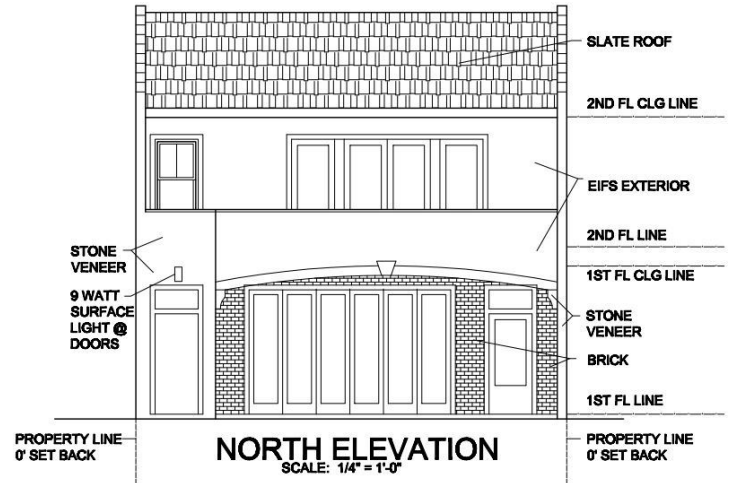 SLATE ROOF
2ND FL CLG LINE
EIFS EXTERIOR
2ND FL LINE
STONE
VENEER
1ST FL CLG LINE
9 WATT
SURFACE
LIGHT @
DOORS
STONE
VENEER
BRICK
1ST FL LINE
PROPERTY LINE
0' SET BACK
NORTH ELEVATION
SCALE: 1/4" = 1'-0"
PROPERTY LINE
0' SET BACK